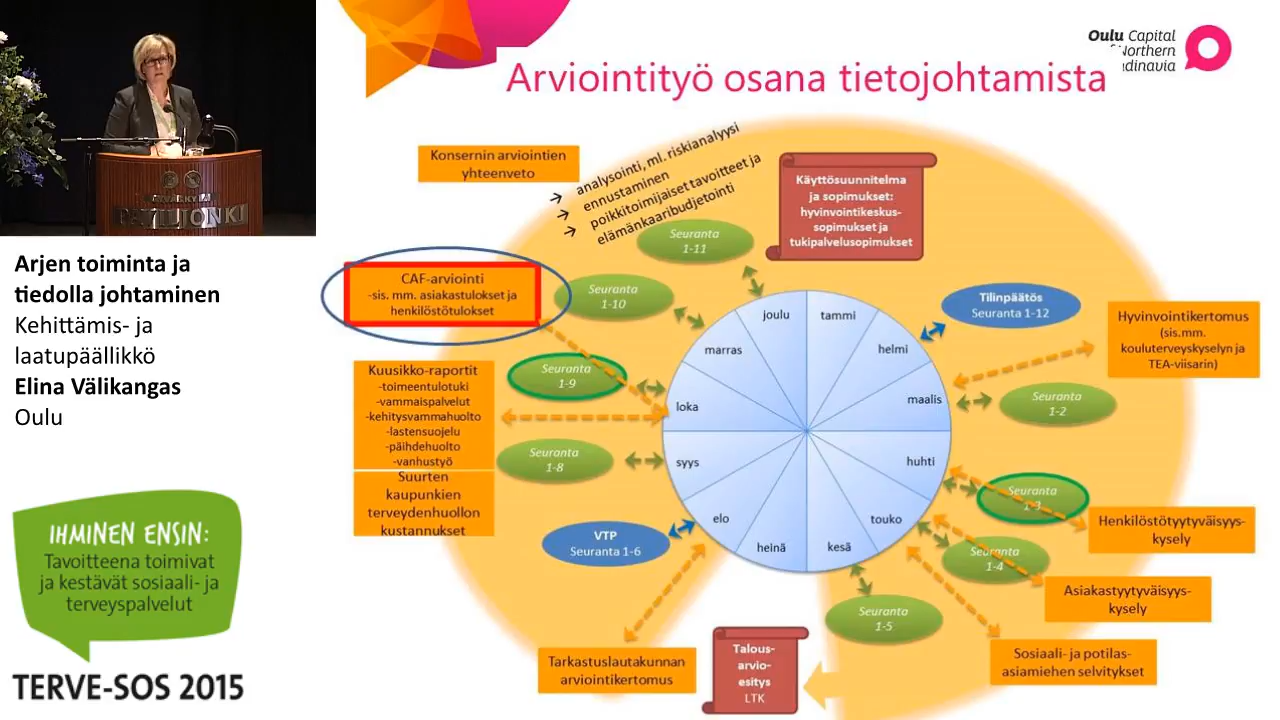 PAVILJONKI
Arjen toiminta ja
tiedolla johtaminen
Kehittämis- ja
laatupäällikkö
Elina Välikangas
Oulu
IHMINEN ENSIN:
Tavoitteena toimivat
ja kestävät sosiaali- ja
terveyspalvelut
TERVE-SOS 2015
Arviointityö osana tietojohtamista
Oulu Capital
Northern
dinavia
Konsernin arviointien
yhteenveto
analysointi, ml. riskianalyysi
ennustaminen
poikkitoimijaiset tavoitteet ja
elämänkaaribudjetointi
Käyttösuunnitelma
ja sopimukset:
hyvinvointikeskus-
sopimukset ja
tukipalvelusopimukset
Seuranta
1-11
CAF-arviointi
-sis. mm. asiakastulokset ja
henkilöstötulokset
Seuranta
1-10
Tilinpäätös
Seuranta 1-12
Hyvinvointikertomus
(sis.mm.
kouluterveyskyselyn ja
TEA-viisarin)
joulu
tammi
marras
helmi
loka
maalis
syys
huhti
elo
touko
heinä
kesä
Seuranta
1-9
Kuusikko-raportit
-toimeentulotuki
-vammaispalvelut
-kehitysvammahuolto
-lastensuojelu
-päihdehuolto
-vanhustyö
Seuranta
1-2
Seuranta
1-8
Suurten
kaupunkien
terveydenhuollon
kustannukset
Seuranta
1-3
Henkilöstötyytyväisyys-
kysely
VTP
Seuranta 1-6
Seuranta
1-4
Asiakastyytyväisyys-
kysely
Seuranta
1-5
Tarkastuslautakunnan
arviointikertomus
Talous-
arvio-
esitys
LTK
Sosiaali- ja potilas-
asiamiehen selvitykset